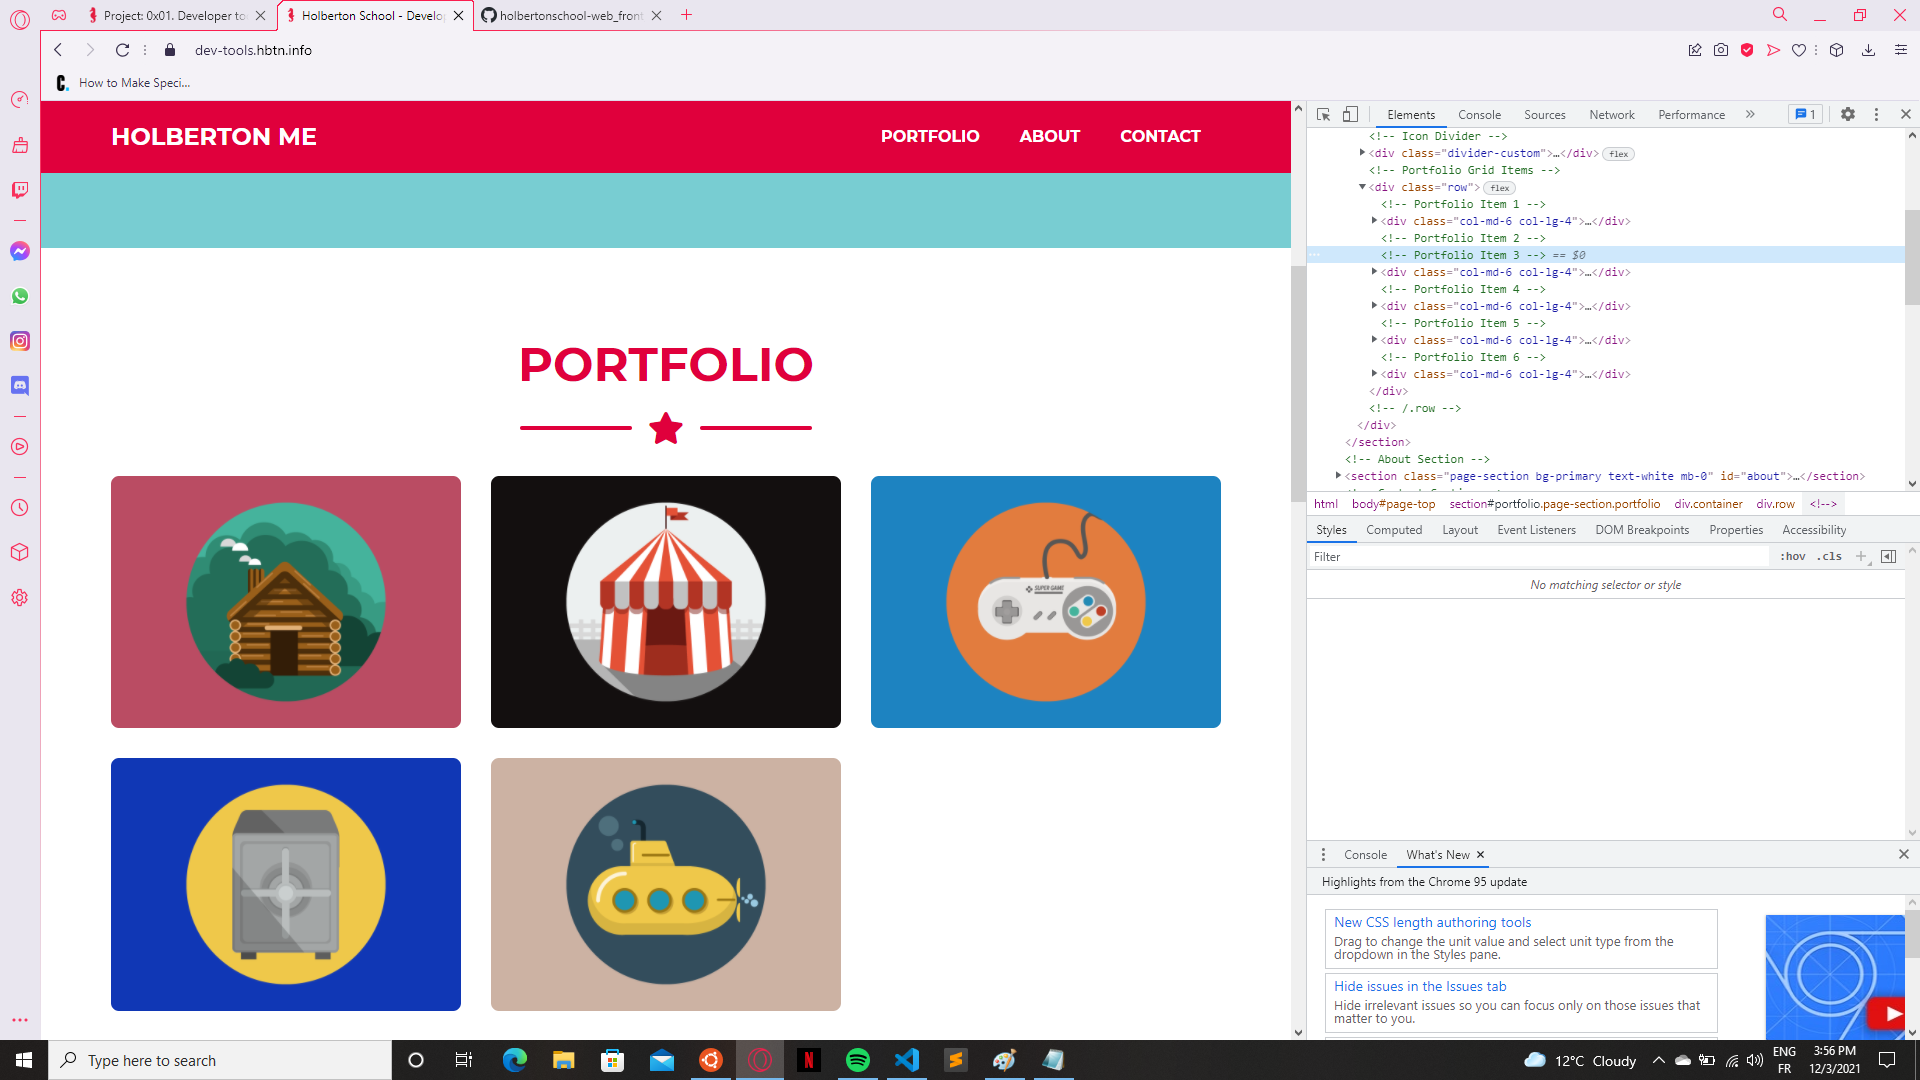 Project: 0x01. Developer to
Holberton School - Develo
holbertonschool-web_front
dev-tools.hbtn.info
C. How to Make Speci...
HOLBERTON ME
PORTFOLIO
ABOUT
CONTACT
PORTFOLIO
SUPER GAME
Elements
Console
Sources
Network
Performance
1
<!-- Icon Divider -->
<div class="divider-custom">…</div> flex
<!-- Portfolio Grid Items -->
<div class="row"> flex
<!-- Portfolio Item 1 -->
<div class="col-md-6 col-lg-4">…</div>
<!-- Portfolio Item 2 -->
<!-- Portfolio Item 3 --> == $0
<div class="col-md-6 col-lg-4">…</div>
<!-- Portfolio Item 4 -->
<div class="col-md-6 col-lg-4">…</div>
<!-- Portfolio Item 5 -->
<div class="col-md-6 col-lg-4">…</div>
<!-- Portfolio Item 6 -->
<div class="col-md-6 col-lg-4">…</div>
</div>
<!-- /.row -->
</div>
</section>
<!-- About Section -->
<section class="page-section bg-primary text-white mb-0" id="about">…</section>
html body#page-top section#portfolio.page-section.portfolio div.container div.row <!-->
Styles
Computed
Layout
Event Listeners
DOM Breakpoints
Properties
Accessibility
Filter
:hov .cls
No matching selector or style
Console
What's New
Highlights from the Chrome 95 update
New CSS length authoring tools
Drag to change the unit value and select unit type from the
dropdown in the Styles pane.
Hide issues in the Issues tab
Hide irrelevant issues so you can focus only on those issues that
matter to you.
Type here to search
N
12°C Cloudy
ENG
FR
3:56 PM
12/3/2021